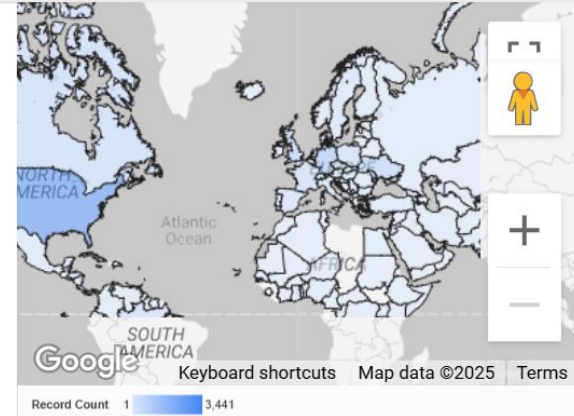 NORTH
AMERICA
EUROPE
Atlantic
Ocean
AFRICA
SOUTH
AMERICA
Google
Keyboard shortcuts Map data ©2025 Terms
Record Count 1 3,441